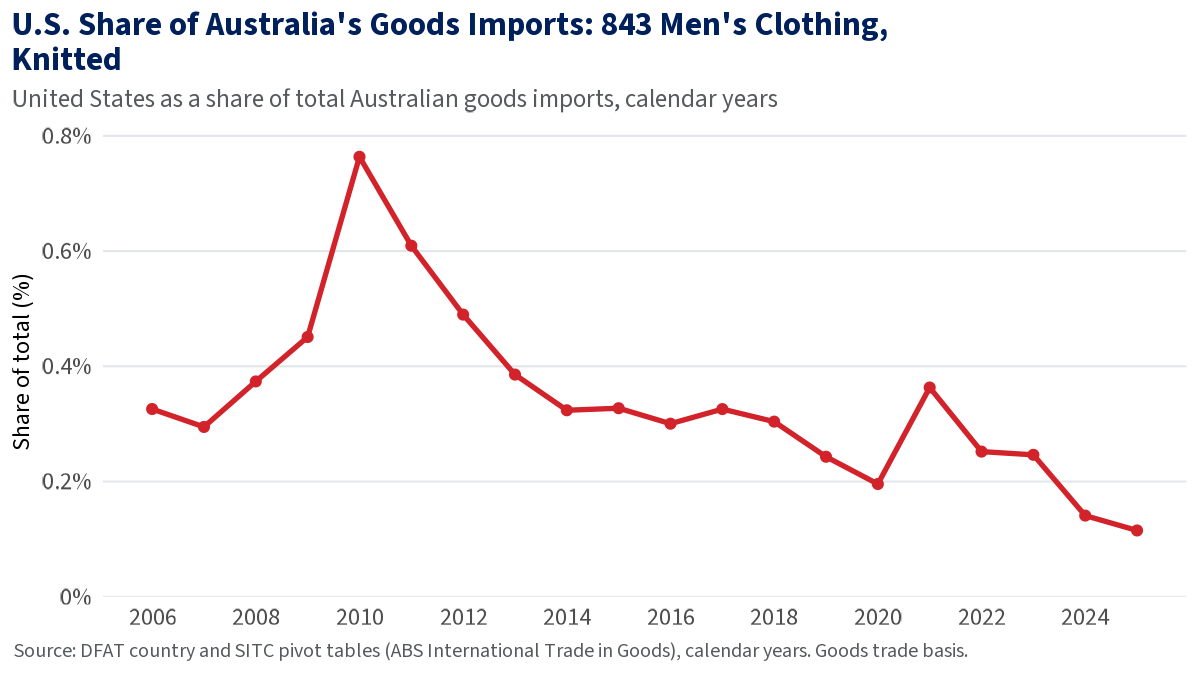 U.S. Share of Australia's Goods Imports: 843 Men's Clothing,
Knitted
United States as a share of total Australian goods imports, calendar years
Share of total (%)
0.8%
0.6%
0.4%
0.2%
0%
2006 2008 2010 2012 2014 2016 2018 2020 2022 2024
Source: DFAT country and SITC pivot tables (ABS International Trade in Goods), calendar years. Goods trade basis.